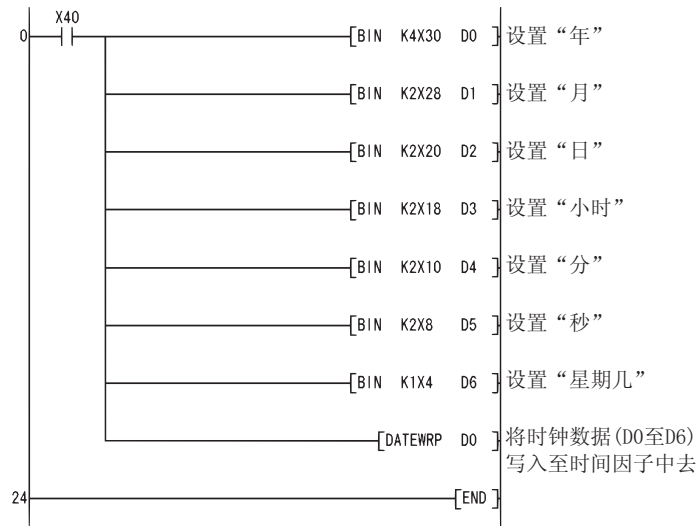 X40
0 [BIN K4X30 D0 ] 设置“年”
[BIN K2X28 D1 ] 设置“月”
[BIN K2X20 D2 ] 设置“日”
[BIN K2X18 D3 ] 设置“小时”
[BIN K2X10 D4 ] 设置“分”
[BIN K2X8 D5 ] 设置“秒”
[BIN K1X4 D6 ] 设置“星期几”
[DATEWRP D0 ] 将时钟数据(D0至D6)
写入至时间因子中去
24 [END ]